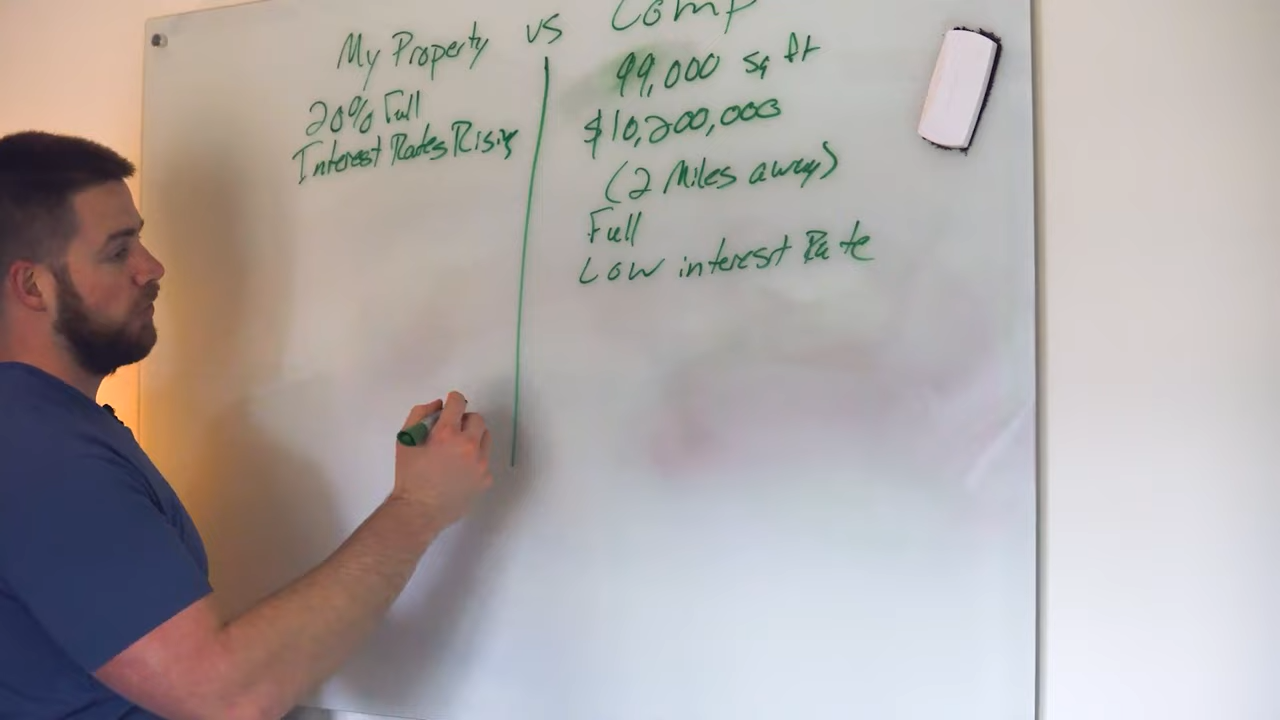 My Property vs Comp
20% Full
Interest Rates Rising
99,000 sq ft
$10,200,000
(2 Miles away)
Full
Low interest Rate